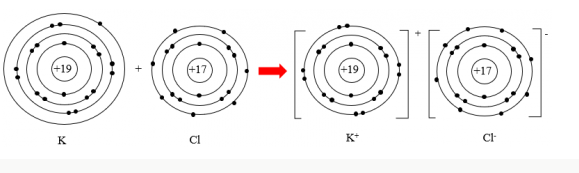 +19 + +17 +19 + +17 -
K Cl K⁺ Cl⁻